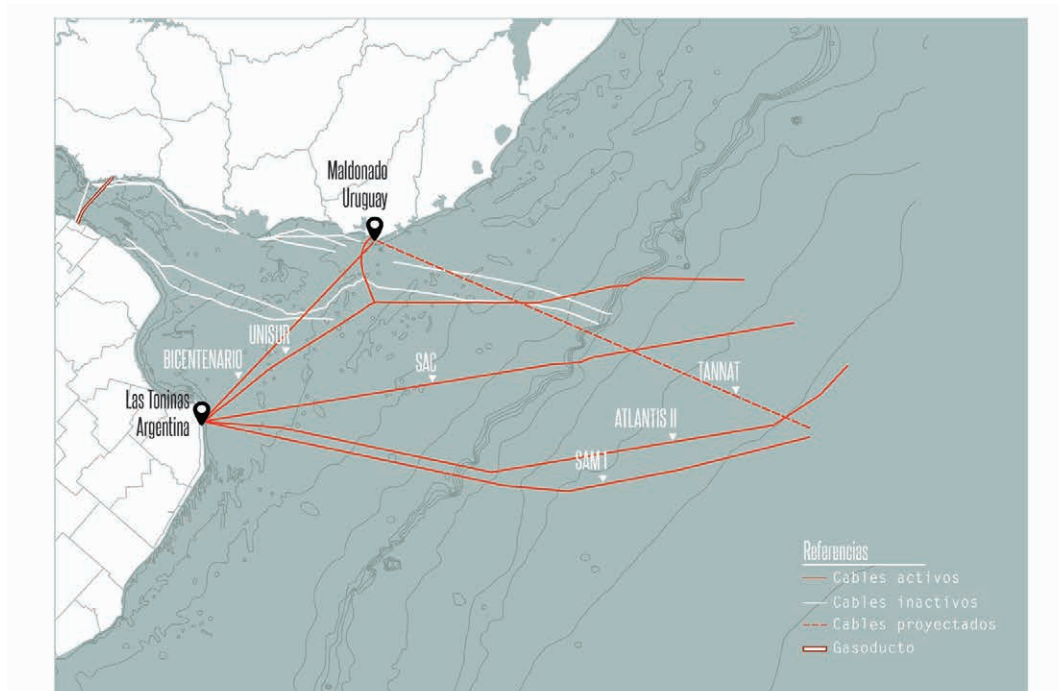 Maldonado
Uruguay
UNISUR
BICENTENARIO
SAC
Las Toninas
Argentina
TANNAT
ATLANTIS II
SAM 1
Referencias
Cables activos
Cables inactivos
Cables proyectados
Gasoducto